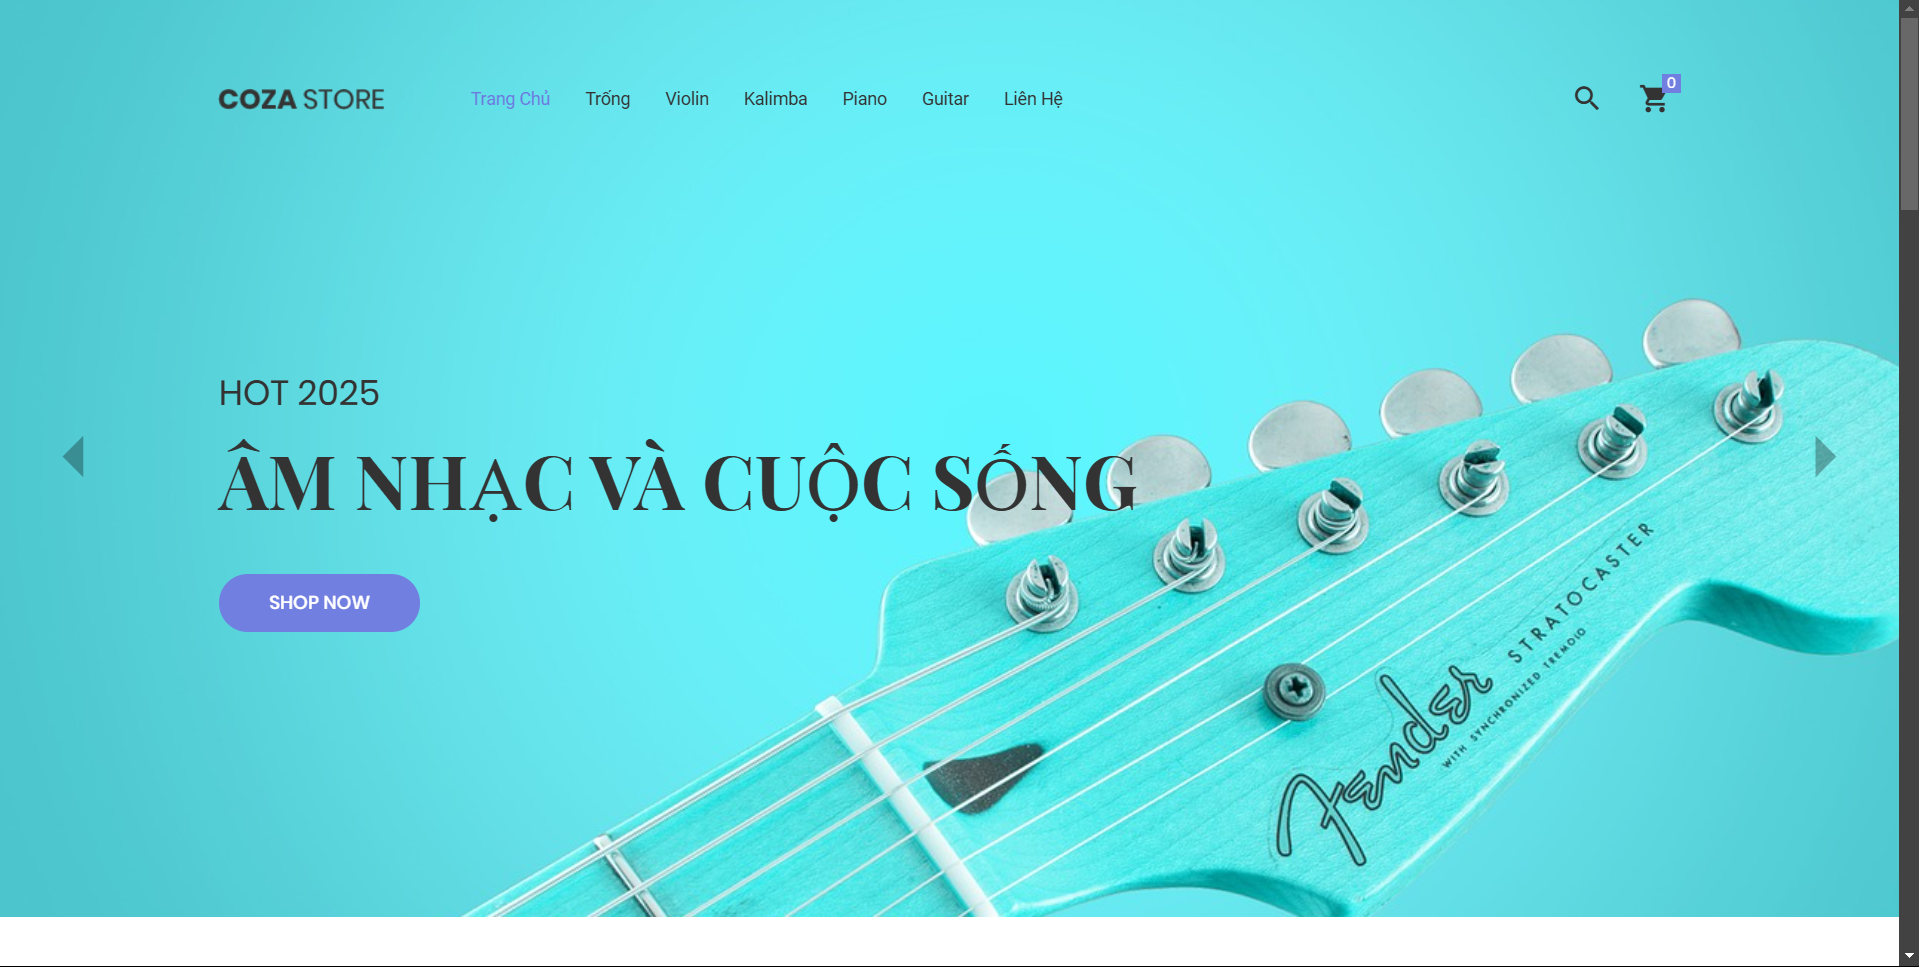 COZA STORE
Trang Chủ
Trống
Violin
Kalimba
Piano
Guitar
Liên Hệ
0
HOT 2025
ÂM NHẠC VÀ CUỘC SỐNG
SHOP NOW
Fender
STRATOCASTER
WITH SYNCHRONIZED TREMOLO